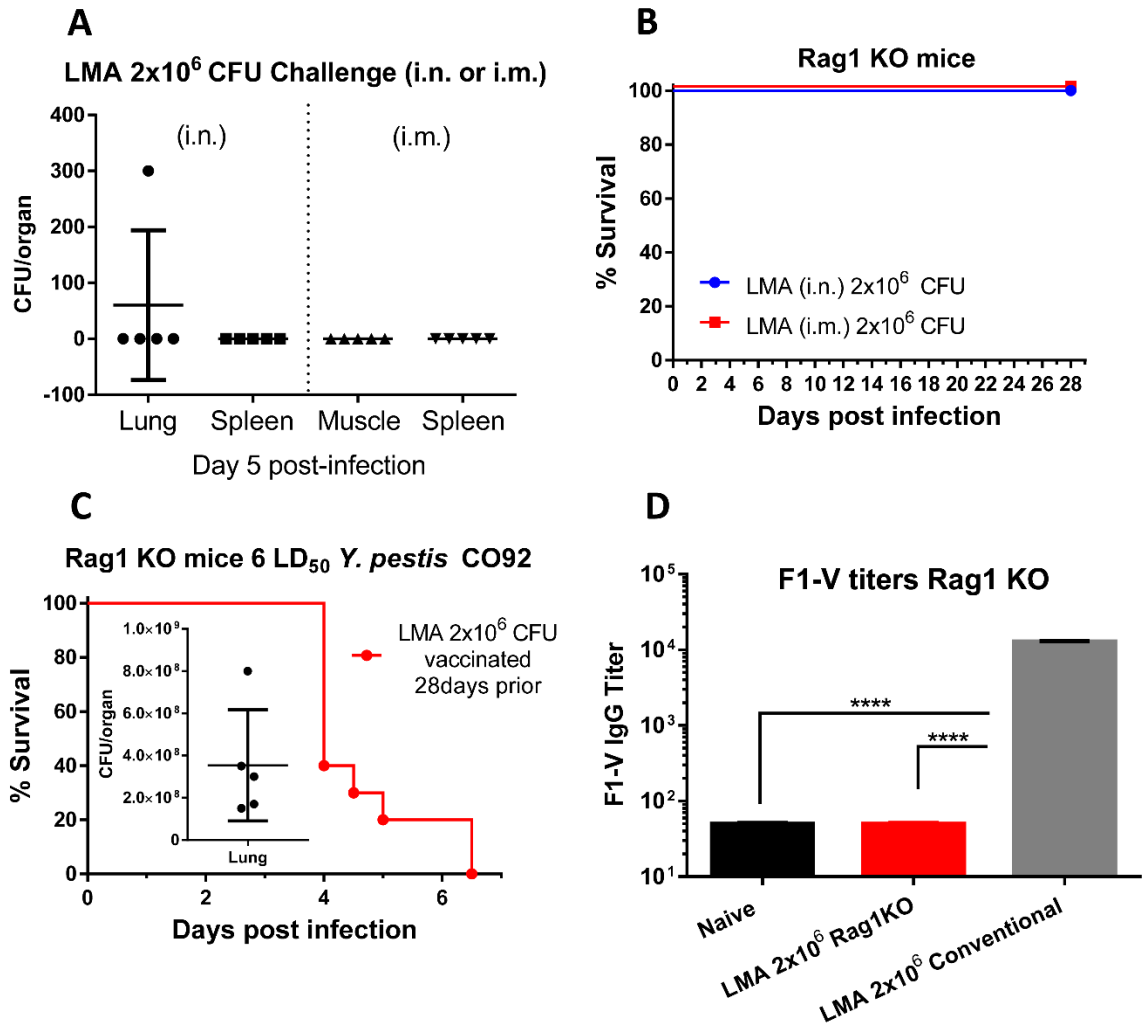 A
LMA 2x10⁶ CFU Challenge (i.n. or i.m.)
400
300
200
100
0
-100
CFU/organ
(i.n.)
(i.m.)
Lung Spleen Muscle Spleen
Day 5 post-infection
B
Rag1 KO mice
100
80
60
40
20
0
% Survival
LMA (i.n.) 2x10⁶ CFU
LMA (i.m.) 2x10⁶ CFU
0 2 4 6 8 10 12 14 16 18 20 22 24 26 28
Days post infection
C
Rag1 KO mice 6 LD₅₀ Y. pestis CO92
100
80
60
40
20
0
% Survival
1.0×10⁹
8.0×10⁸
6.0×10⁸
4.0×10⁸
2.0×10⁸
0
CFU/organ
Lung
LMA 2x10⁶ CFU
vaccinated
28days prior
0 2 4 6
Days post infection
D
F1-V titers Rag1 KO
10⁵
10⁴
10³
10²
10¹
F1-V IgG Titer
****
****
Naive
LMA 2x10⁶ Rag1KO
LMA 2x10⁶ Conventional